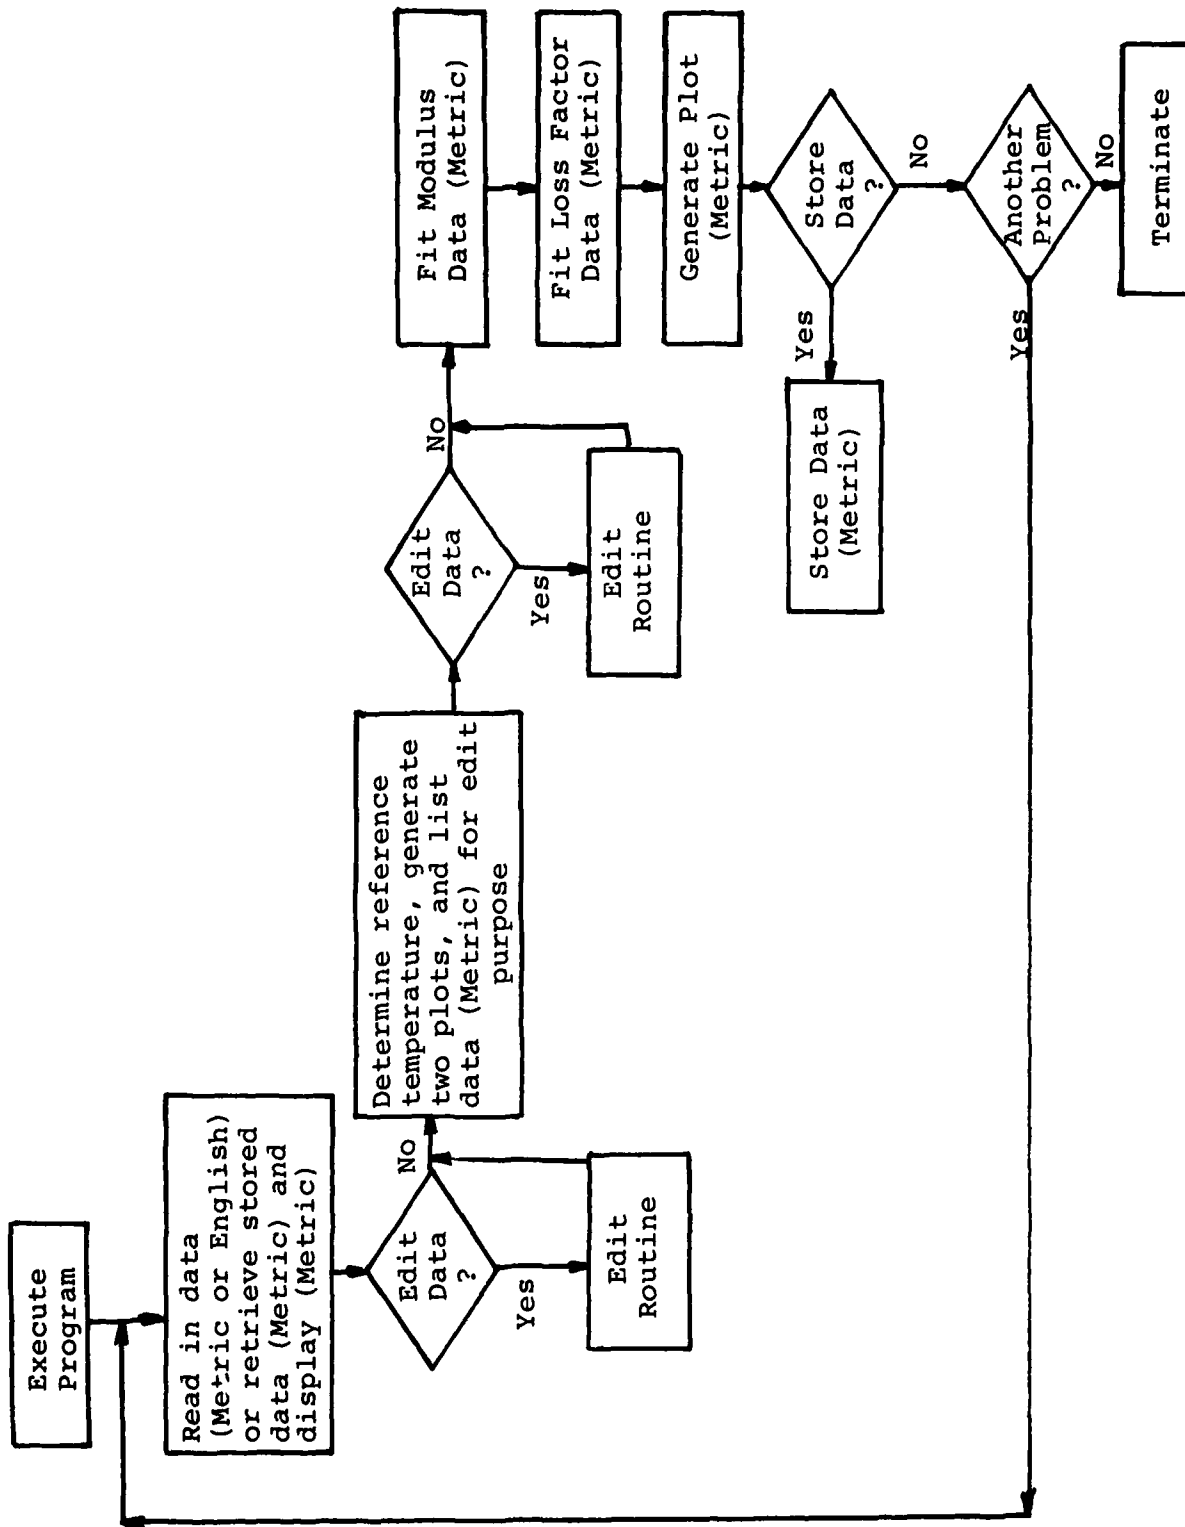 Execute
Program
Read in data
(Metric or English)
or retrieve stored
data (Metric) and
display (Metric)
Edit
Data
?
No
Yes
Edit
Routine
Determine reference
temperature, generate
two plots, and list
data (Metric) for edit
purpose
Edit
Data
?
No
Yes
Edit
Routine
Fit Modulus
Data (Metric)
Fit Loss Factor
Data (Metric)
Generate Plot
(Metric)
Store
Data
?
Yes
No
Store Data
(Metric)
Another
Problem
?
Yes
No
Terminate